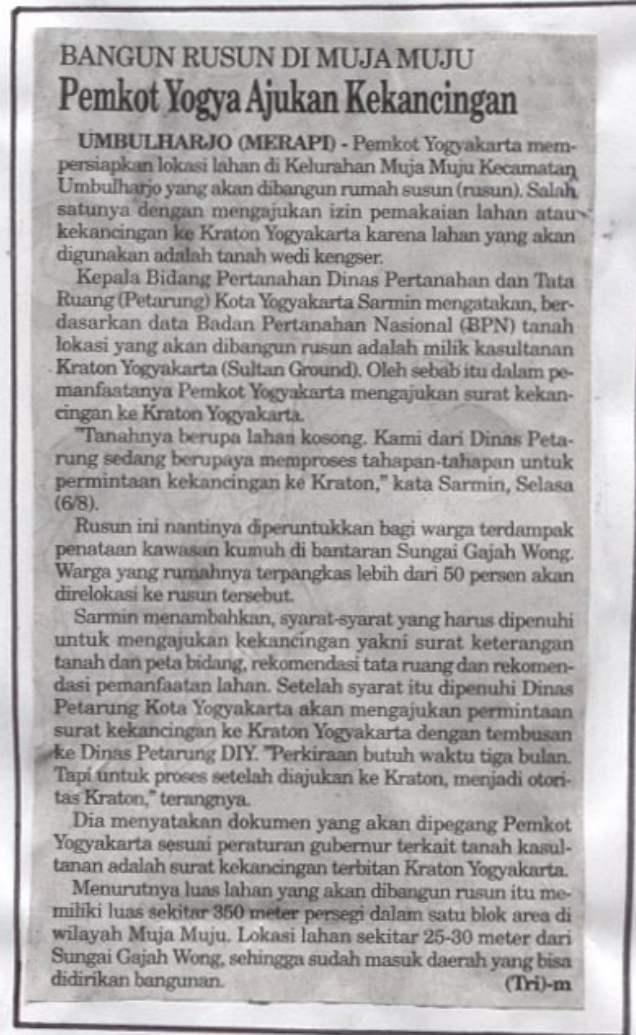 BANGUN RUSUN DI MUJA MUJU
Pemkot Yogya Ajukan Kekancingan
UMBULHARJO (MERAPI) - Pemkot Yogyakarta mem-
persiapkan lokasi lahan di Kelurahan Muja Muju Kecamatan
Umbulharjo yang akan dibangun rumah susun (rusun). Salah
satunya dengan mengajukan izin pemakaian lahan atau
kekancingan ke Kraton Yogyakarta karena lahan yang akan
digunakan adalah tanah wedi kengser.
Kepala Bidang Pertanahan Dinas Pertanahan dan Tata
Ruang (Petarung) Kota Yogyakarta Sarmin mengatakan, ber-
dasarkan data Badan Pertanahan Nasional (BPN) tanah
lokasi yang akan dibangun rusun adalah milik kasultanan
Kraton Yogyakarta (Sultan Ground). Oleh sebab itu dalam pe-
manfaatanya Pemkot Yogyakarta mengajukan surat kekan-
cingan ke Kraton Yogyakarta.
"Tanahnya berupa lahan kosong. Kami dari Dinas Peta-
rung sedang berupaya memproses tahapan-tahapan untuk
permintaan kekancingan ke Kraton," kata Sarmin, Selasa
(6/8).
Rusun ini nantinya diperuntukkan bagi warga terdampak
penataan kawasan kumuh di bantaran Sungai Gajah Wong.
Warga yang rumahnya terpangkas lebih dari 50 persen akan
direlokasi ke rusun tersebut.
Sarmin menambahkan, syarat-syarat yang harus dipenuhi
untuk mengajukan kekancingan yakni surat keterangan
tanah dan peta bidang, rekomendasi tata ruang dan rekomen-
dasi pemanfaatan lahan. Setelah syarat itu dipenuhi Dinas
Petarung Kota Yogyakarta akan mengajukan permintaan
surat kekancingan ke Kraton Yogyakarta dengan tembusan
ke Dinas Petarung DIY. "Perkiraan butuh waktu tiga bulan.
Tapi untuk proses setelah diajukan ke Kraton, menjadi otori-
tas Kraton," terangnya.
Dia menyatakan dokumen yang akan dipegang Pemkot
Yogyakarta sesuai peraturan gubernur terkait tanah kasul-
tanan adalah surat kekancingan terbitan Kraton Yogyakarta.
Menurutnya luas lahan yang akan dibangun rusun itu me-
miliki luas sekitar 350 meter persegi dalam satu blok area di
wilayah Muja Muju. Lokasi lahan sekitar 25-30 meter dari
Sungai Gajah Wong, sehingga sudah masuk daerah yang bisa
didirikan bangunan. (Tri)-m